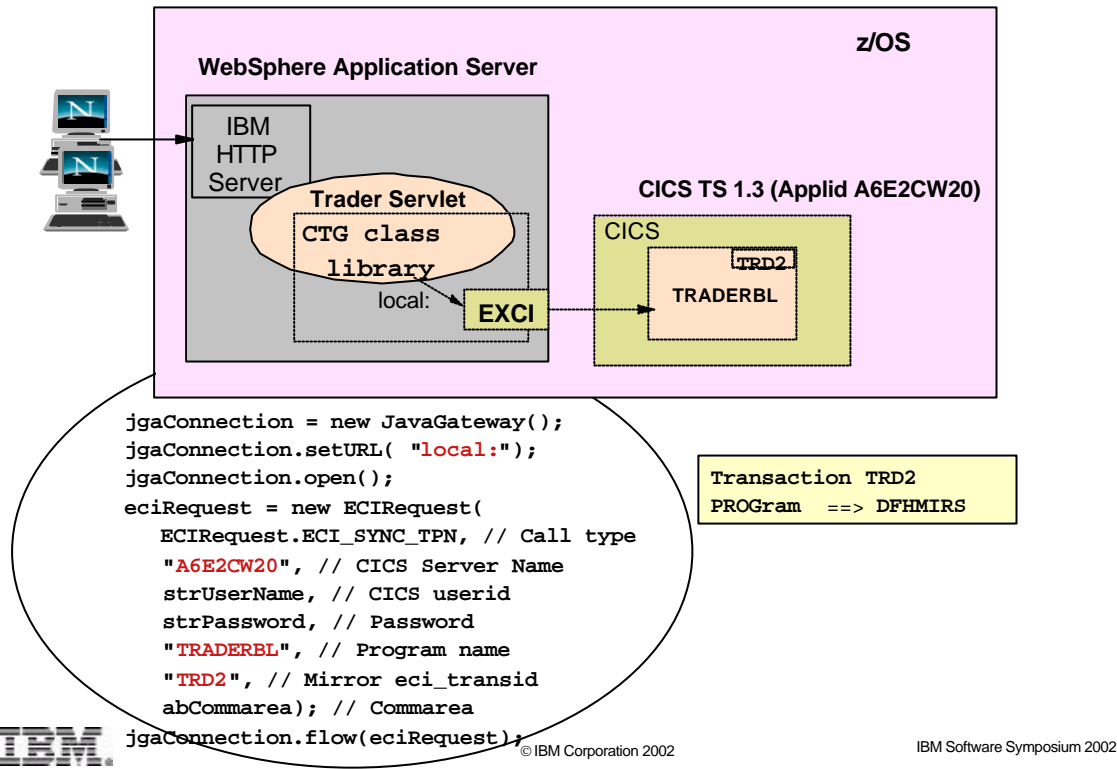 z/OS
WebSphere Application Server
N
N
IBM
HTTP
Server
Trader Servlet
CTG class
library
local:
EXCI
CICS TS 1.3 (Applid A6E2CW20)
CICS
TRD2
TRADERBL
jgaConnection = new JavaGateway();
jgaConnection.setURL( "local:");
jgaConnection.open();
eciRequest = new ECIRequest(
ECIRequest.ECI_SYNC_TPN, // Call type
"A6E2CW20", // CICS Server Name
strUserName, // CICS userid
strPassword, // Password
"TRADERBL", // Program name
"TRD2", // Mirror eci_transid
abCommarea); // Commarea
jgaConnection.flow(eciRequest);
Transaction TRD2
PROGram ==> DFHMIRS
IBM.
© IBM Corporation 2002
IBM Software Symposium 2002